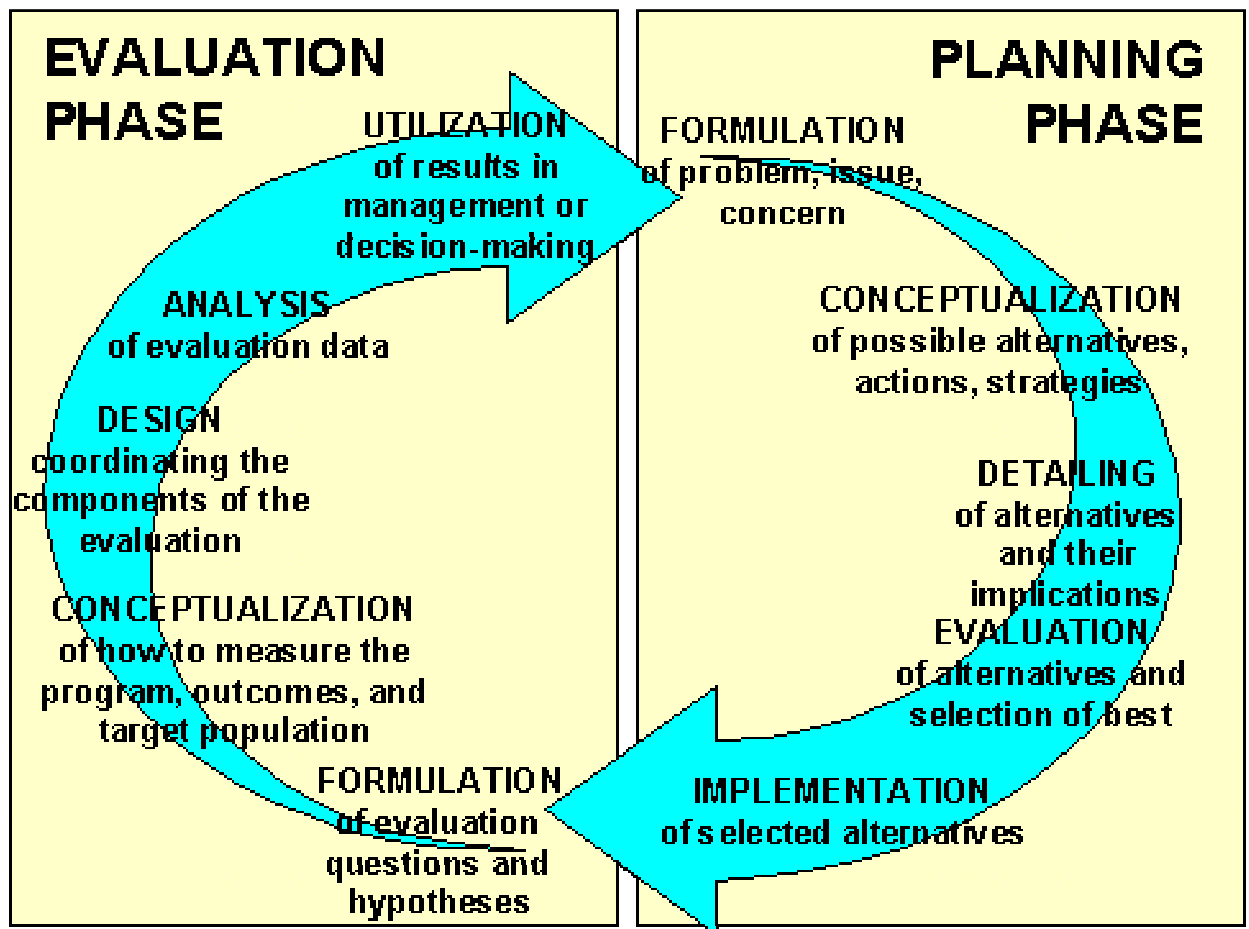 EVALUATION
PHASE
UTILIZATION
of results in
management or
decision-making
ANALYSIS
of evaluation data
DESIGN
coordinating the
components of the
evaluation
CONCEPTUALIZATION
of how to measure the
program, outcomes, and
target population
FORMULATION
of evaluation
questions and
hypotheses
PLANNING
PHASE
FORMULATION
of problem, issue,
concern
CONCEPTUALIZATION
of possible alternatives,
actions, strategies
DETAILING
of alternatives
and their
implications
EVALUATION
of alternatives and
selection of best
IMPLEMENTATION
of selected alternatives